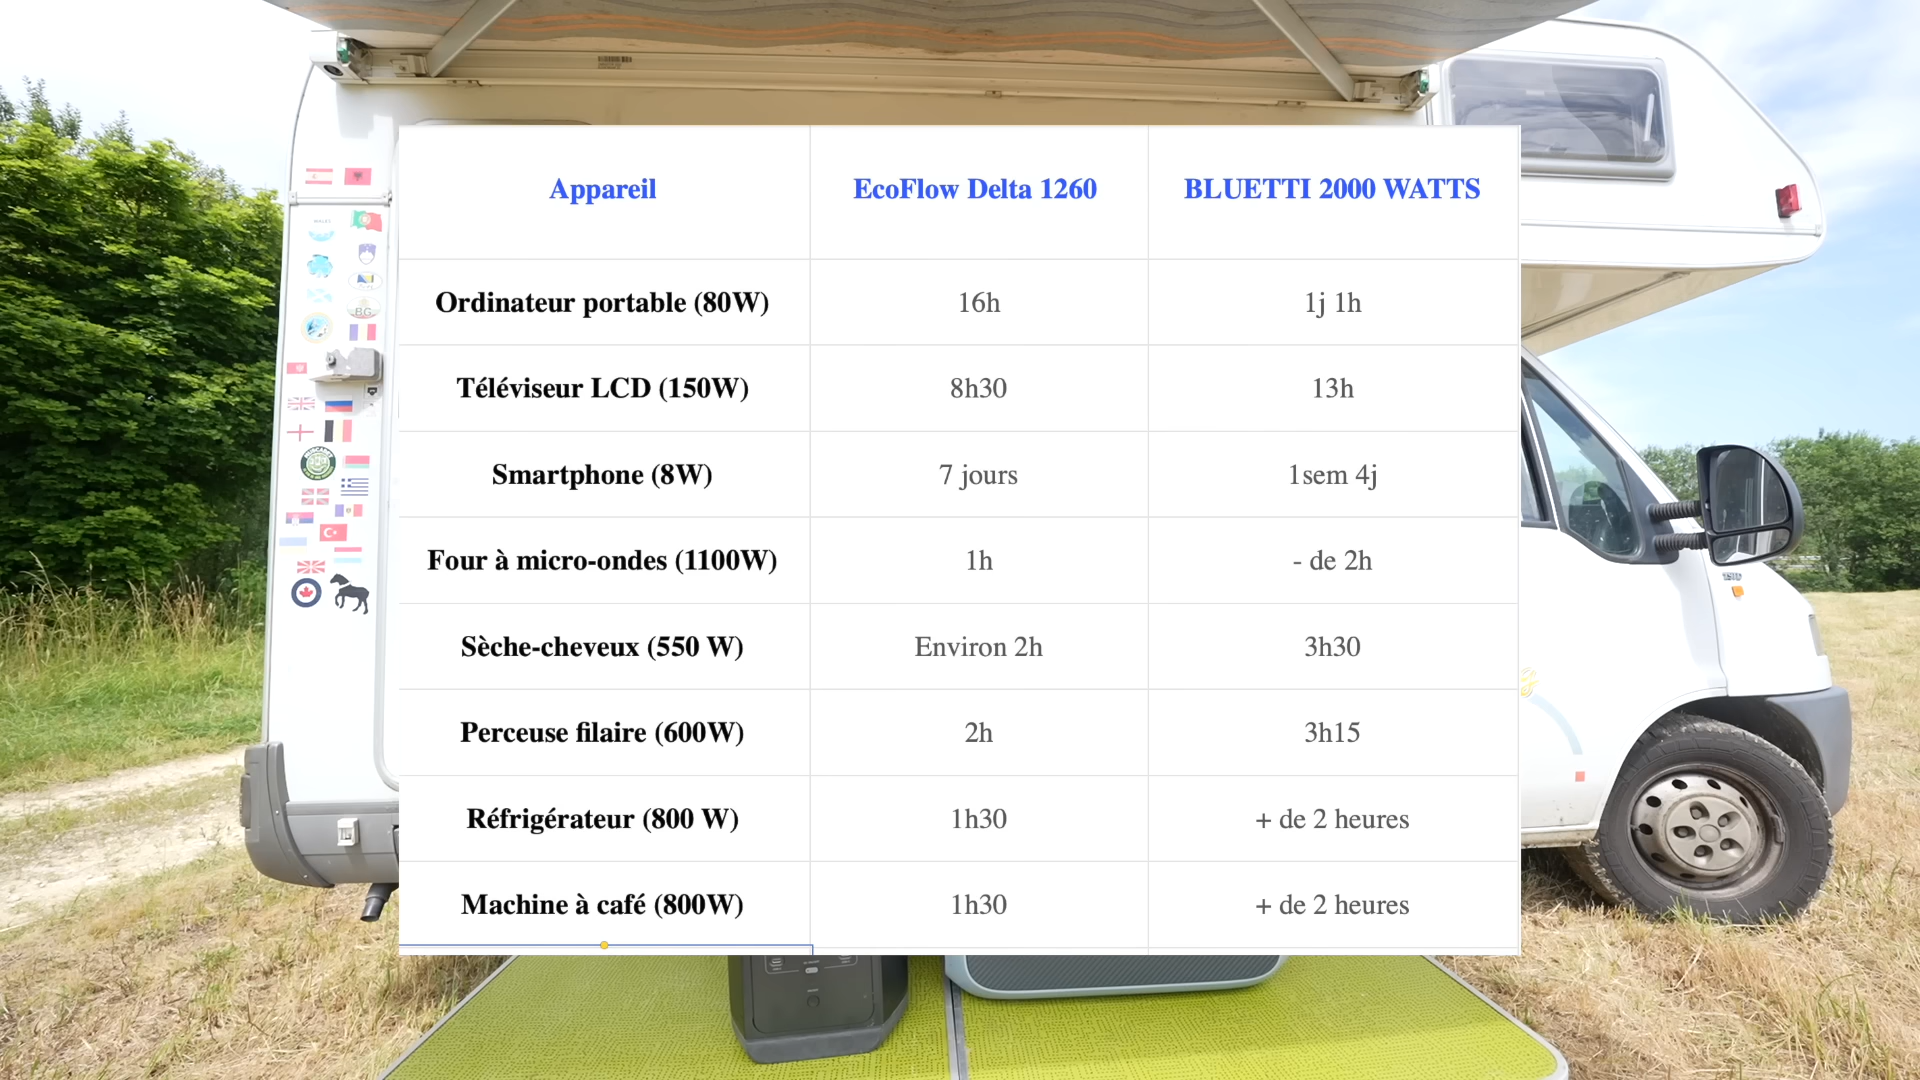 Appareil EcoFlow Delta 1260 BLUETTI 2000 WATTS
Ordinateur portable (80W) 16h 1j 1h
Téléviseur LCD (150W) 8h30 13h
Smartphone (8W) 7 jours 1sem 4j
Four à micro-ondes (1100W) 1h - de 2h
Sèche-cheveux (550 W) Environ 2h 3h30
Perceuse filaire (600W) 2h 3h15
Réfrigérateur (800 W) 1h30 + de 2 heures
Machine à café (800W) 1h30 + de 2 heures
BG